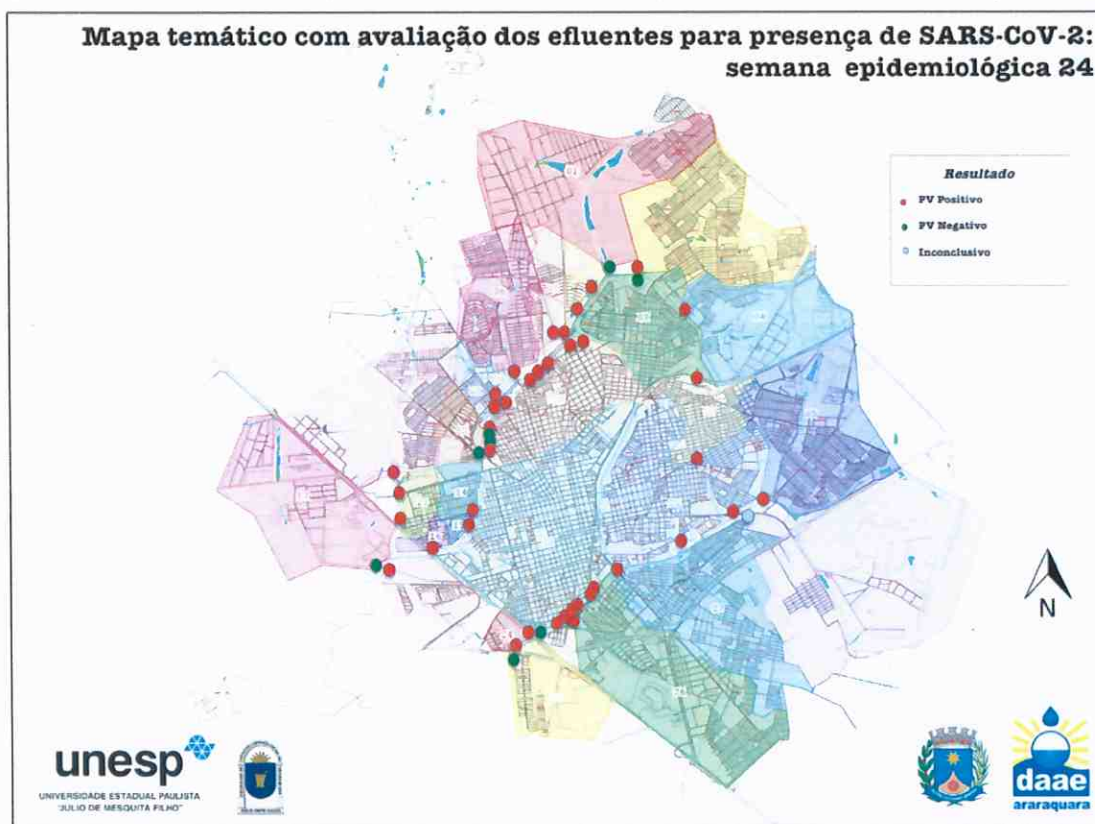 Mapa temático com avaliação dos efluentes para presença de SARS-CoV-2:
semana epidemiológica 24
Resultado
PV Positivo
PV Negativo
Inconclusivo
N
unesp
UNIVERSIDADE ESTADUAL PAULISTA
"JÚLIO DE MESQUITA FILHO"
daae
araraquara